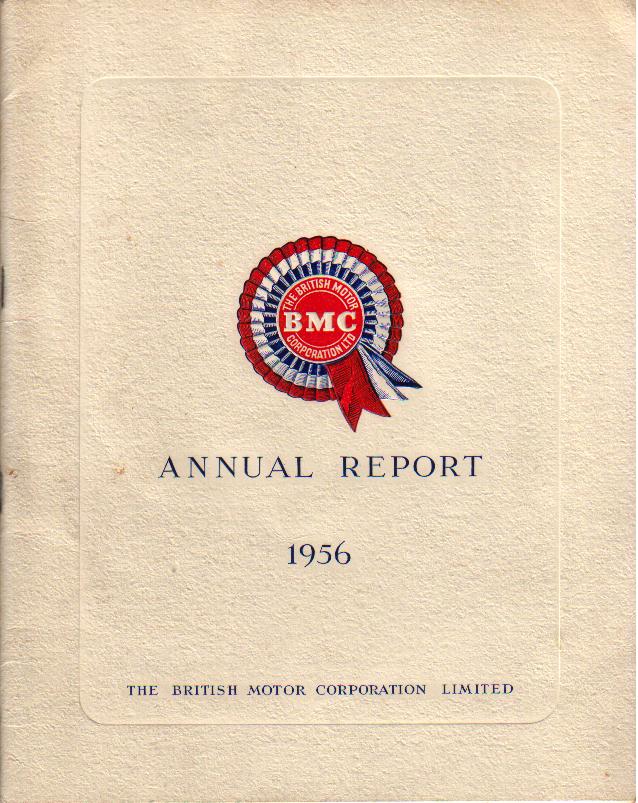 THE BRITISH MOTOR
BMC
CORPORATION LTD
ANNUAL REPORT
1956
THE BRITISH MOTOR CORPORATION LIMITED